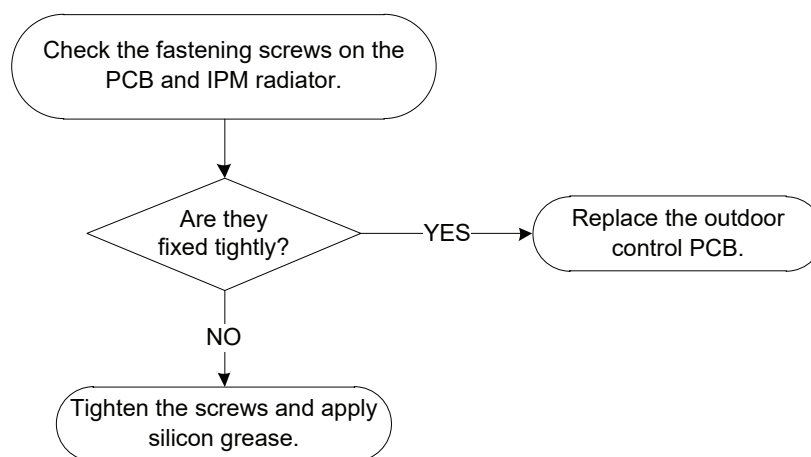 Check the fastening screws on the
PCB and IPM radiator.
Are they
fixed tightly?
YES
Replace the outdoor
control PCB.
NO
Tighten the screws and apply
silicon grease.